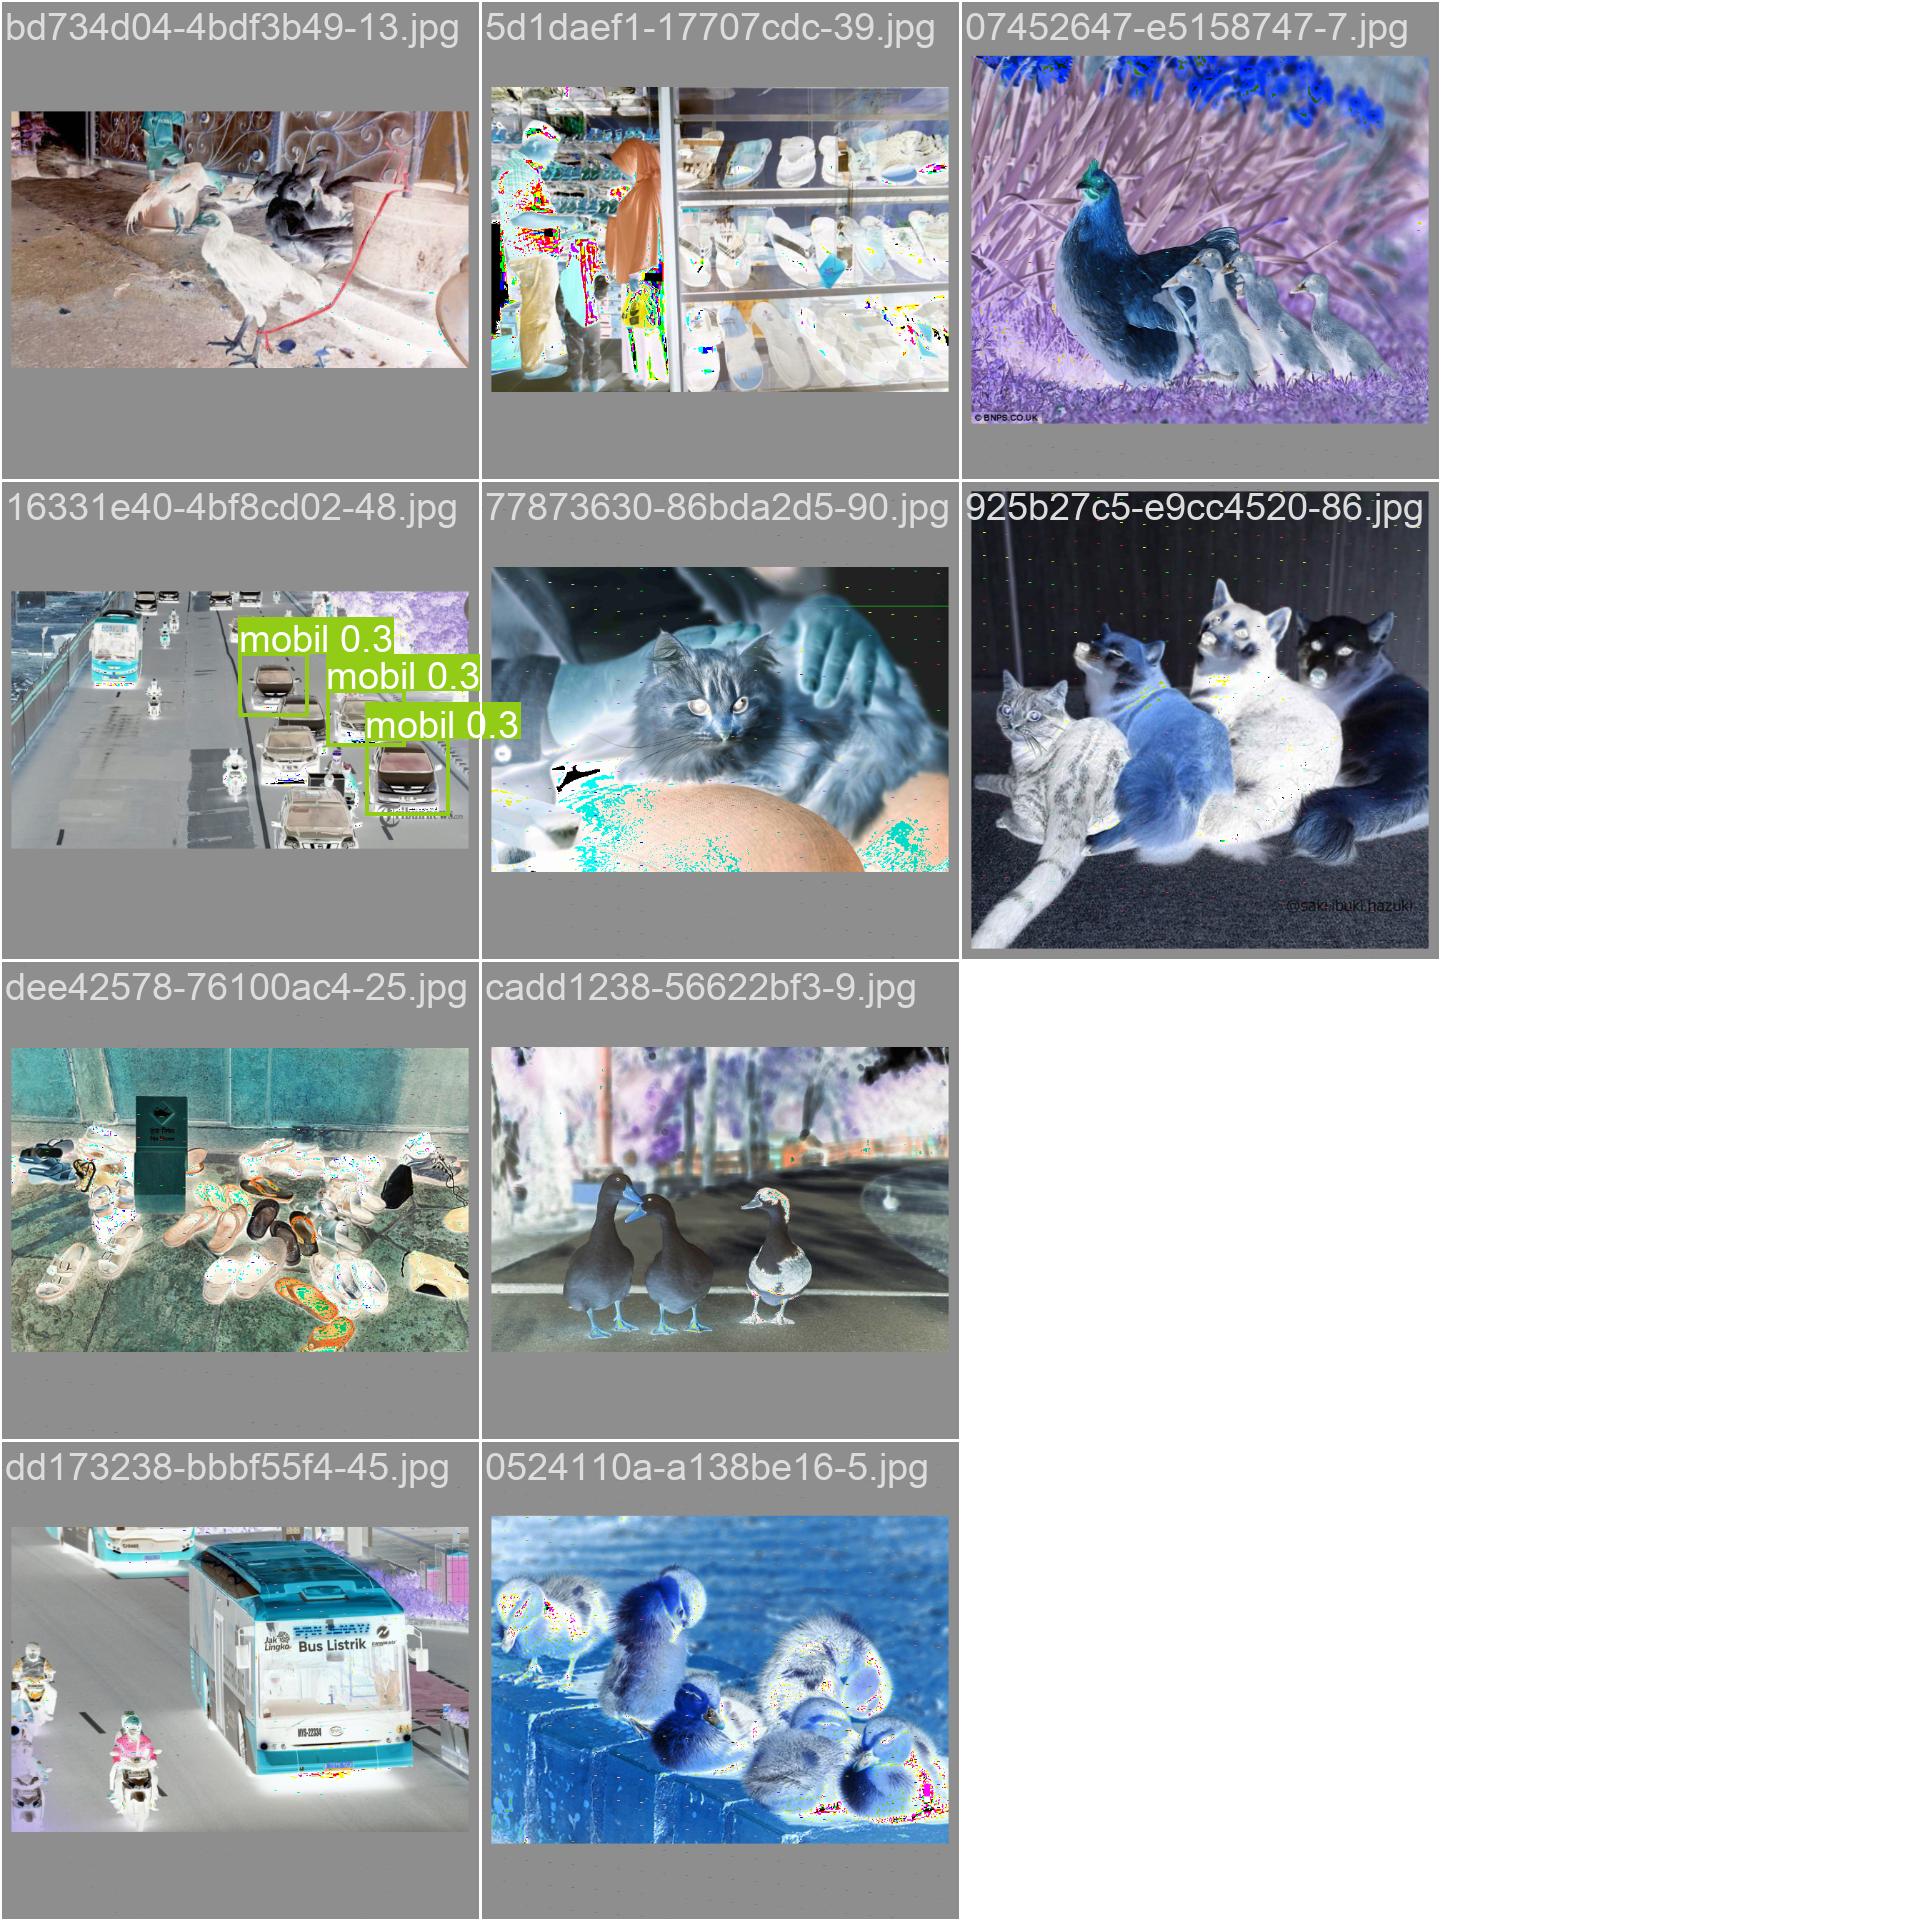 bd734d04-4bdf3b49-13.jpg
5d1daef1-17707cdc-39.jpg
07452647-e5158747-7.jpg
© BNPS.CO.UK
16331e40-4bf8cd02-48.jpg
77873630-86bda2d5-90.jpg
925b27c5-e9cc4520-86.jpg
mobil 0.3
mobil 0.3
mobil 0.3
@saki.ibuki.hazuki
dee42578-76100ac4-25.jpg
cadd1238-56622bf3-9.jpg
dd173238-bbbf55f4-45.jpg
0524110a-a138be16-5.jpg
Jak
Lingko
Bus Listrik